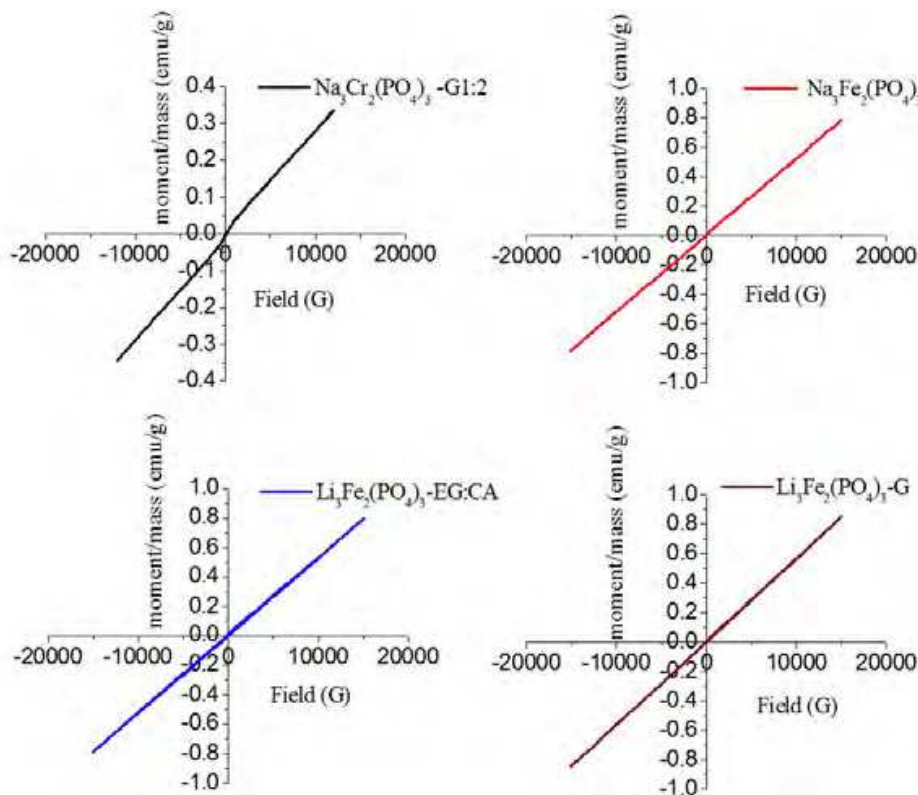 moment/mass (emu/g)
Na₃Cr₂(PO₄)₃ -G1:2
0.4
0.3
0.2
0.1
0.0
-20000 -10000 0 10000 20000
-0.1
-0.2
-0.3
-0.4
Field (G)
moment/mass (emu/g)
Na₃Fe₂(PO₄)
1.0
0.8
0.6
0.4
0.2
0.0
-20000 -10000 0 10000 20000
-0.2
-0.4
-0.6
-0.8
-1.0
Field (G)
moment/mass (emu/g)
Li₃Fe₂(PO₄)₃-EG:CA
1.0
0.8
0.6
0.4
0.2
0.0
-20000 -10000 0 10000 20000
-0.2
-0.4
-0.6
-0.8
-1.0
Field (G)
moment/mass (emu/g)
Li₃Fe₂(PO₄)₃-G
1.0
0.8
0.6
0.4
0.2
0.0
-20000 -10000 0 10000 20000
-0.2
-0.4
-0.6
-0.8
-1.0
Field (G)